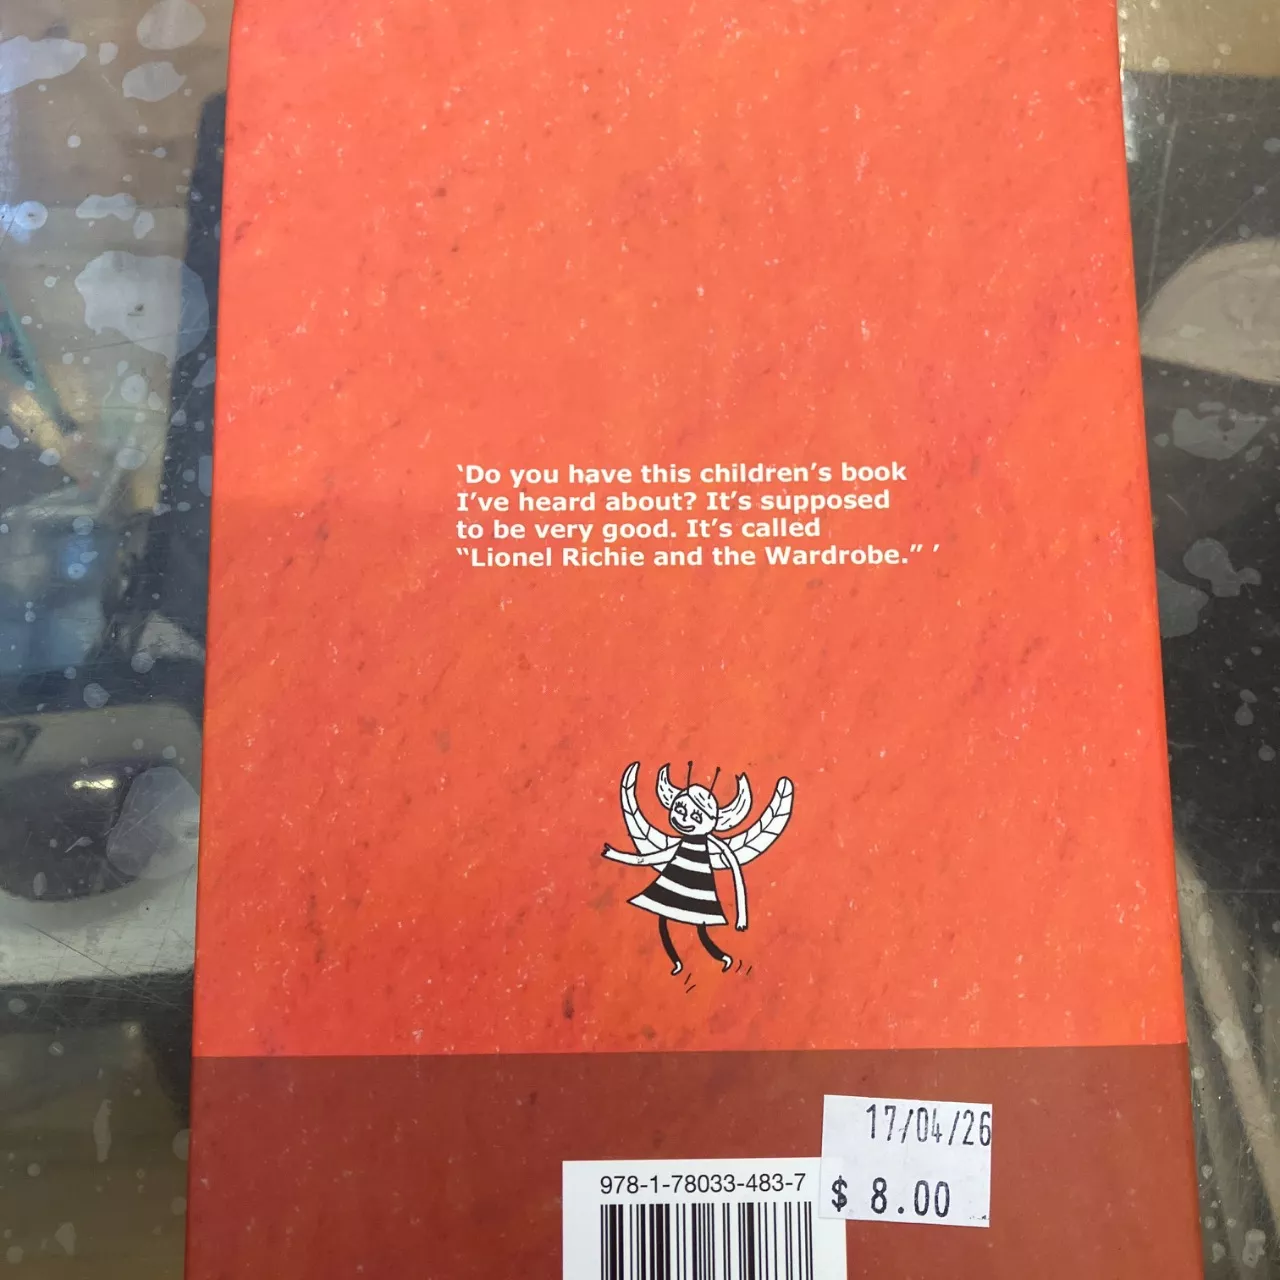 ‘Do you have this children’s book
I’ve heard about? It’s supposed
to be very good. It’s called
“Lionel Richie and the Wardrobe.” ’
17/04/26
978-1-78033-483-7
$ 8.00